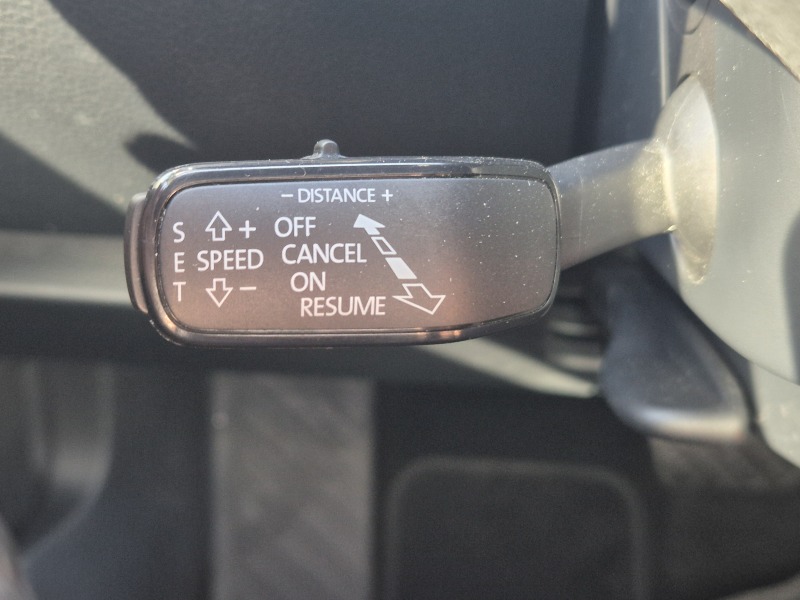 − DISTANCE +
S + OFF
E SPEED CANCEL
T − ON
RESUME